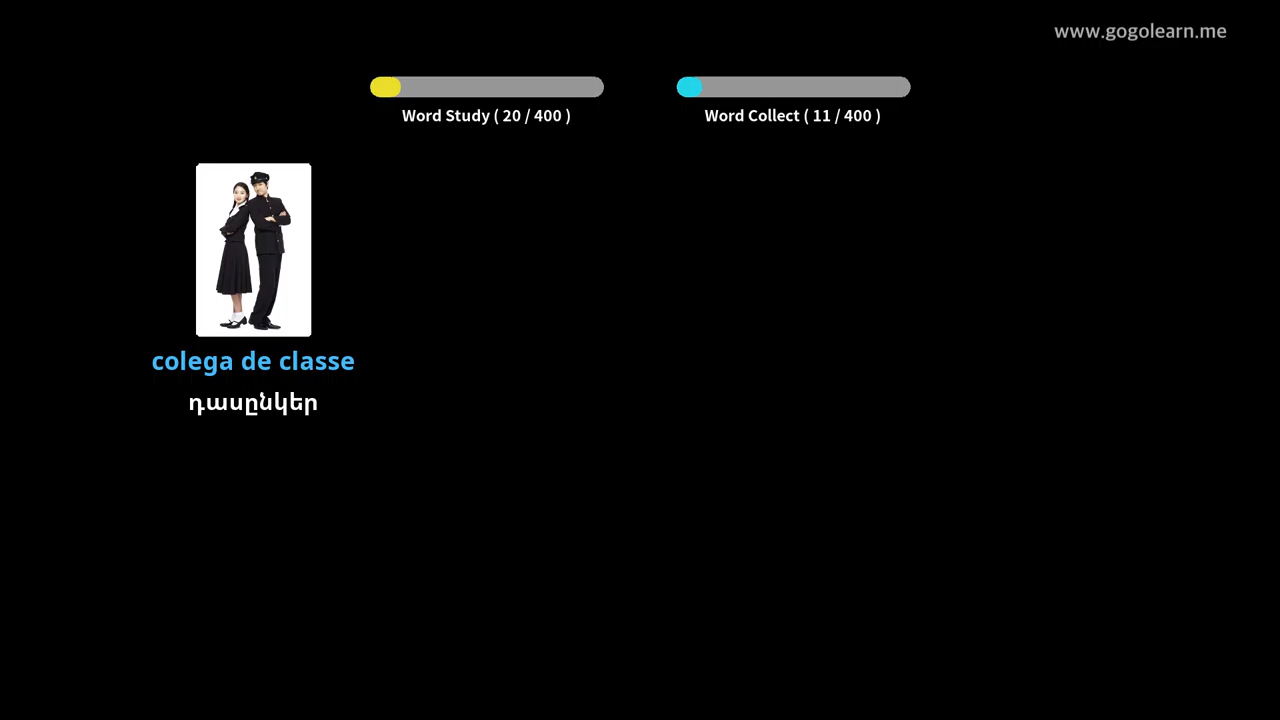 www.gogolearn.me
Word Study ( 20 / 400 )
Word Collect ( 11 / 400 )
colega de classe
դասընկեր